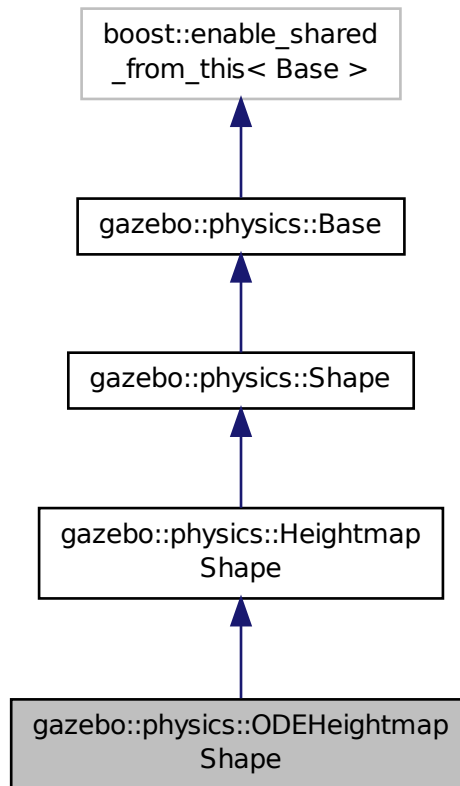 boost::enable_shared
_from_this< Base >
gazebo::physics::Base
gazebo::physics::Shape
gazebo::physics::Heightmap
Shape
gazebo::physics::ODEHeightmap
Shape